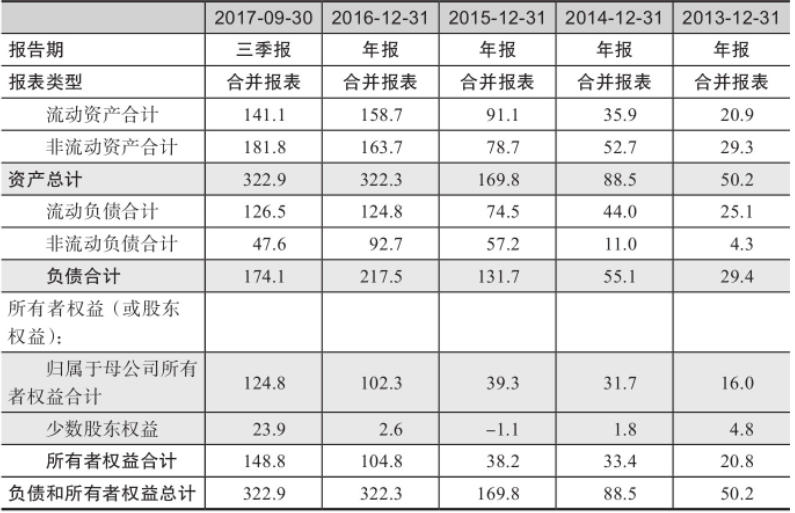 2017-09-30 2016-12-31 2015-12-31 2014-12-31 2013-12-31
报告期 三季报 年报 年报 年报 年报
报表类型 合并报表 合并报表 合并报表 合并报表 合并报表
流动资产合计 141.1 158.7 91.1 35.9 20.9
非流动资产合计 181.8 163.7 78.7 52.7 29.3
资产总计 322.9 322.3 169.8 88.5 50.2
流动负债合计 126.5 124.8 74.5 44.0 25.1
非流动负债合计 47.6 92.7 57.2 11.0 4.3
负债合计 174.1 217.5 131.7 55.1 29.4
所有者权益（或股东
权益）：
归属于母公司所有
者权益合计 124.8 102.3 39.3 31.7 16.0
少数股东权益 23.9 2.6 –1.1 1.8 4.8
所有者权益合计 148.8 104.8 38.2 33.4 20.8
负债和所有者权益总计 322.9 322.3 169.8 88.5 50.2